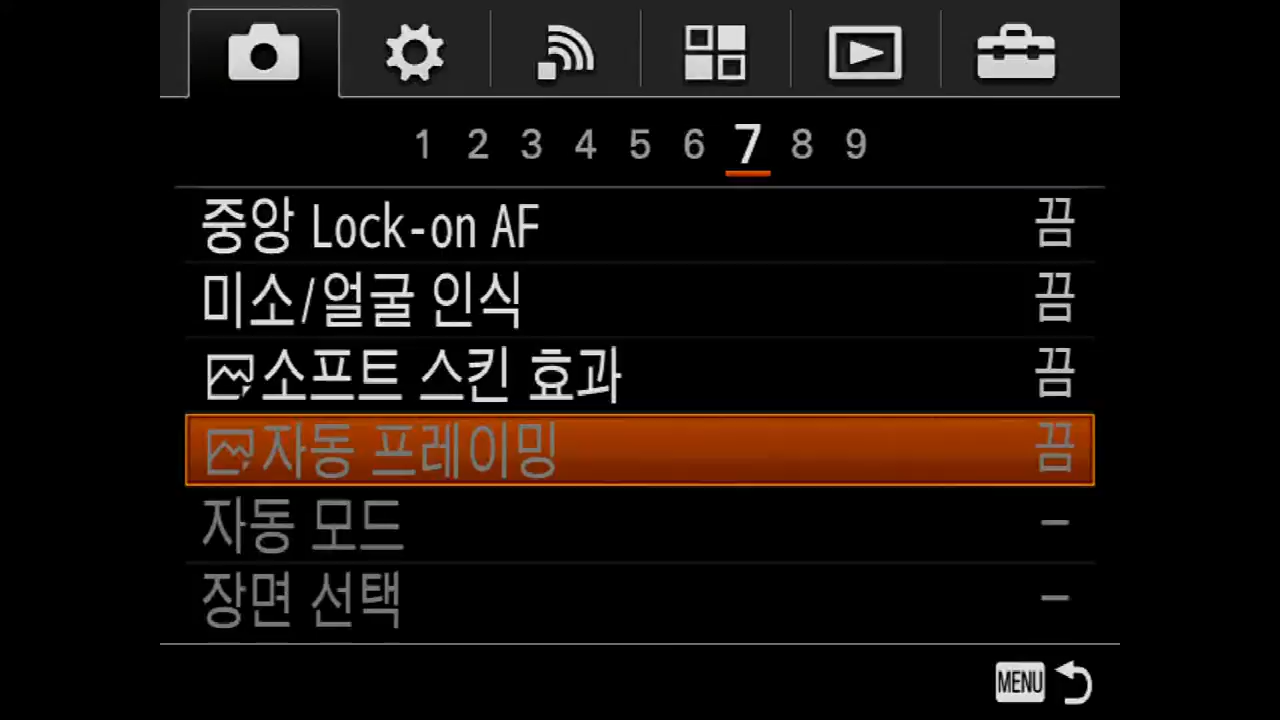 1 2 3 4 5 6 7 8 9
중앙 Lock-on AF 끔
미소/얼굴 인식 끔
소프트 스킨 효과 끔
자동 프레이밍 끔
자동 모드 –
장면 선택 –
MENU